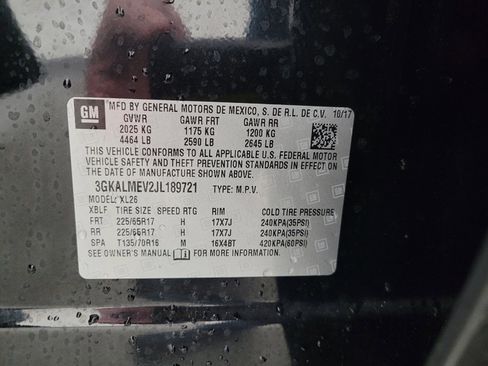 GM
MFD BY GENERAL MOTORS DE MEXICO, S. DE R.L. DE C.V. 10/17
GVWR GAWR FRT GAWR RR
2025 KG 1175 KG 1200 KG
4464 LB 2590 LB 2645 LB
THIS VEHICLE CONFORMS TO ALL APPLICABLE U.S. FEDERAL MOTOR
VEHICLE SAFETY AND THEFT PREVENTION STANDARDS IN EFFECT ON
THE DATE OF MANUFACTURE SHOWN ABOVE.
3GKALMEV2JL189721 TYPE: M.P.V.
MODEL: XL26
XBLF TIRE SIZE SPEED RTG RIM COLD TIRE PRESSURE
FRT 225/65R17 H 17X7J 240KPA(35PSI)
RR 225/65R17 H 17X7J 240KPA(35PSI)
SPA T135/70R16 M 16X4BT 420KPA(60PSI)
SEE OWNER'S MANUAL FOR MORE INFORMATION.